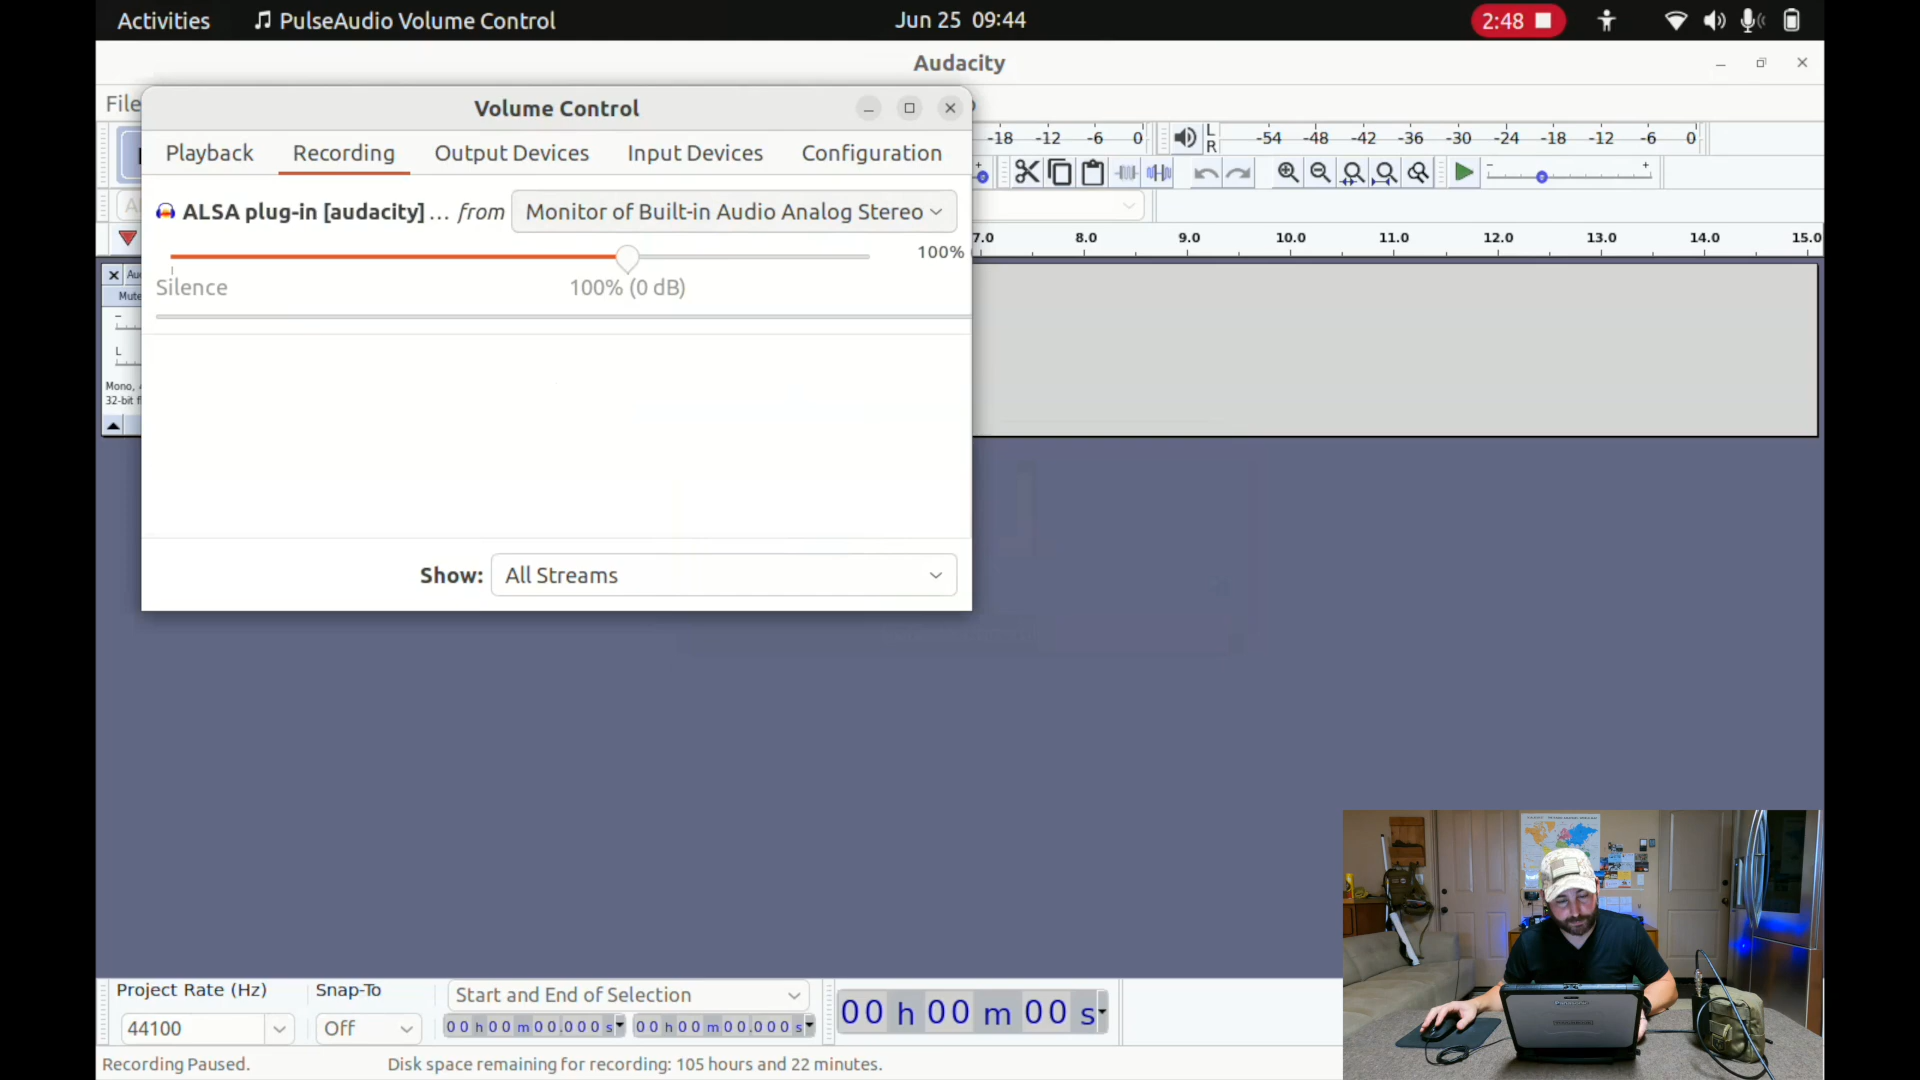 Activities
PulseAudio Volume Control
Jun 25 09:44
2:48
Audacity
File
Volume Control
-18 -12 -6 0
L
R
-54 -48 -42 -36 -30 -24 -18 -12 -6 0
Playback
Recording
Output Devices
Input Devices
Configuration
ALSA plug-in [audacity] … from
Monitor of Built-in Audio Analog Stereo
7.0 8.0 9.0 10.0 11.0 12.0 13.0 14.0 15.0
100%
Silence
100% (0 dB)
Mute
L
Mono,
32-bit
Show: All Streams
Project Rate (Hz)
Snap-To
Start and End of Selection
44100
Off
00 h 00 m 00.000 s
00 h 00 m 00.000 s
00 h 00 m 00 s
Recording Paused.
Disk space remaining for recording: 105 hours and 22 minutes.